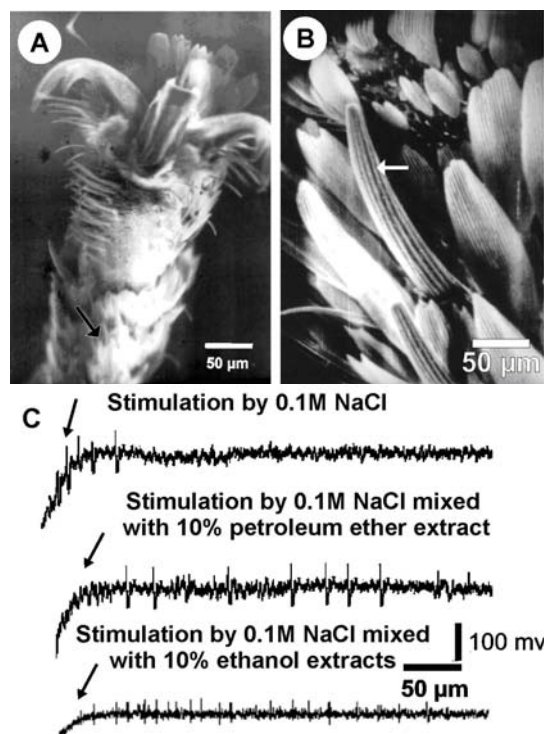 A
B
50 µm
50 µm
C
Stimulation by 0.1M NaCl
Stimulation by 0.1M NaCl mixed
with 10% petroleum ether extract
Stimulation by 0.1M NaCl mixed
with 10% ethanol extracts
100 mv
50 µm